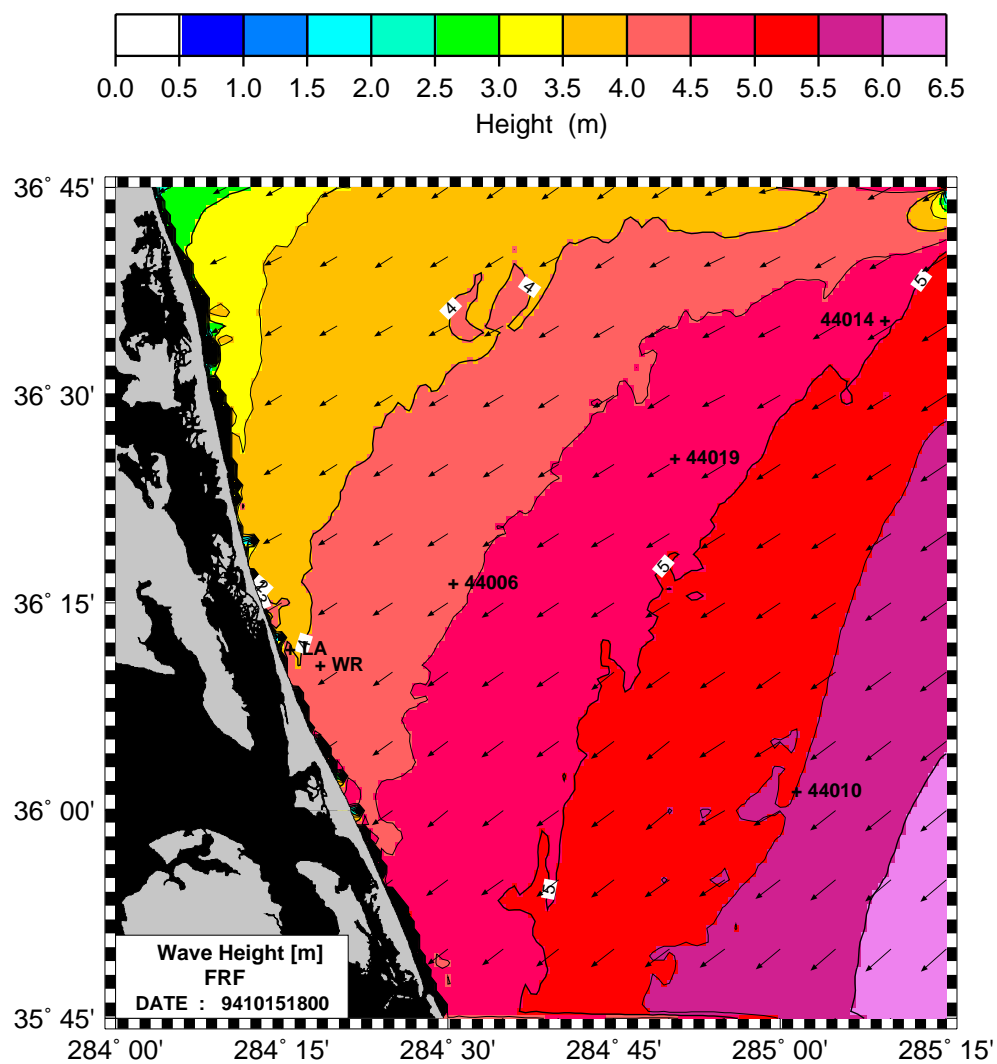 0.0 0.5 1.0 1.5 2.0 2.5 3.0 3.5 4.0 4.5 5.0 5.5 6.0 6.5
Height (m)
36° 45'
36° 30'
36° 15'
36° 00'
35° 45'
4
4
5
44014
44019
5
44006
3
4
LA
WR
44010
5
Wave Height [m]
FRF
DATE : 9410151800
284° 00' 284° 15' 284° 30' 284° 45' 285° 00' 285° 15'